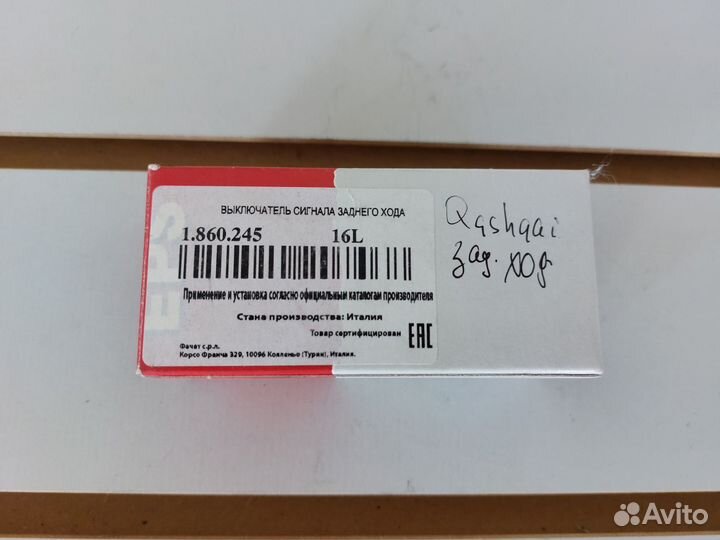 EPS
ВЫКЛЮЧАТЕЛЬ СИГНАЛА ЗАДНЕГО ХОДА
1.860.245 16L
Применение и установка согласно официальным каталогам производителя
Стана производства: Италия
Товар сертифицирован EAC
Фачет с.р.л.
Корсо Франча 329, 10096 Колленьо (Турин), Италия.
Qashqai
зад. ход
Avito